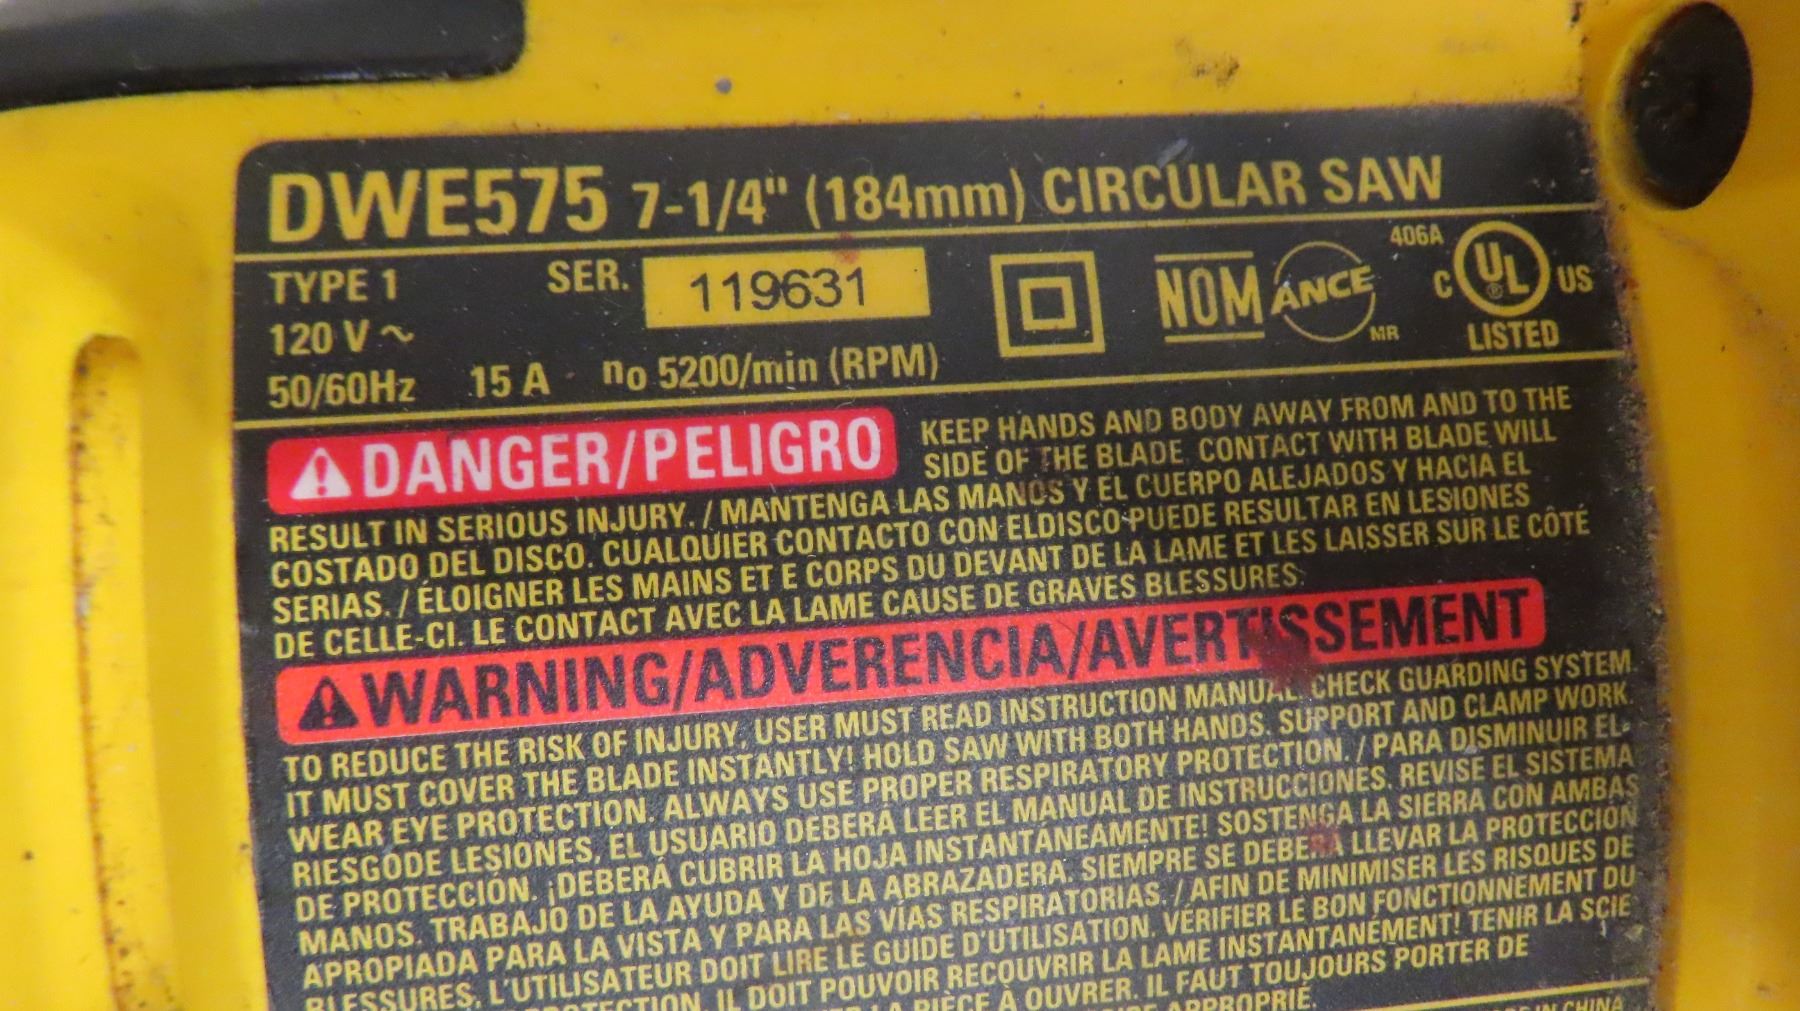 DWE575 7-1/4" (184mm) CIRCULAR SAW
TYPE 1 SER. 119631 NOM ANCE MR 406A C UL ® US LISTED
120 V ~
50/60Hz 15 A no 5200/min (RPM)
DANGER/PELIGRO KEEP HANDS AND BODY AWAY FROM AND TO THE
SIDE OF THE BLADE. CONTACT WITH BLADE WILL
RESULT IN SERIOUS INJURY. / MANTENGA LAS MANOS Y EL CUERPO ALEJADOS Y HACIA EL
COSTADO DEL DISCO. CUALQUIER CONTACTO CON ELDISCO PUEDE RESULTAR EN LESIONES
SERIAS. / ÉLOIGNER LES MAINS ET E CORPS DU DEVANT DE LA LAME ET LES LAISSER SUR LE CÔTÉ
DE CELLE-CI. LE CONTACT AVEC LA LAME CAUSE DE GRAVES BLESSURES.
WARNING/ADVERENCIA/AVERTISSEMENT
TO REDUCE THE RISK OF INJURY, USER MUST READ INSTRUCTION MANUAL. CHECK GUARDING SYSTEM.
IT MUST COVER THE BLADE INSTANTLY! HOLD SAW WITH BOTH HANDS. SUPPORT AND CLAMP WORK.
WEAR EYE PROTECTION. ALWAYS USE PROPER RESPIRATORY PROTECTION. / PARA DISMINUIR EL
RIESGODE LESIONES, EL USUARIO DEBERÁ LEER EL MANUAL DE INSTRUCCIONES. REVISE EL SISTEMA
DE PROTECCIÓN. ¡DEBERÁ CUBRIR LA HOJA INSTANTÁNEAMENTE! SOSTENGA LA SIERRA CON AMBAS
MANOS. TRABAJO DE LA AYUDA Y DE LA ABRAZADERA. SIEMPRE SE DEBERÁ LLEVAR LA PROTECCIÓN
APROPIADA PARA LA VISTA Y PARA LAS VÍAS RESPIRATORIAS. / AFIN DE MINIMISER LES RISQUES DE
BLESSURES, L'UTILISATEUR DOIT LIRE LE GUIDE D'UTILISATION. VÉRIFIER LE BON FONCTIONNEMENT DU
IL DOIT POUVOIR RECOUVRIR LA LAME INSTANTANÉMENT! TENIR LA SCIE
LA PIÈCE À OUVRER. IL FAUT TOUJOURS PORTER DE
APPROPRIÉ.
IN CHINA